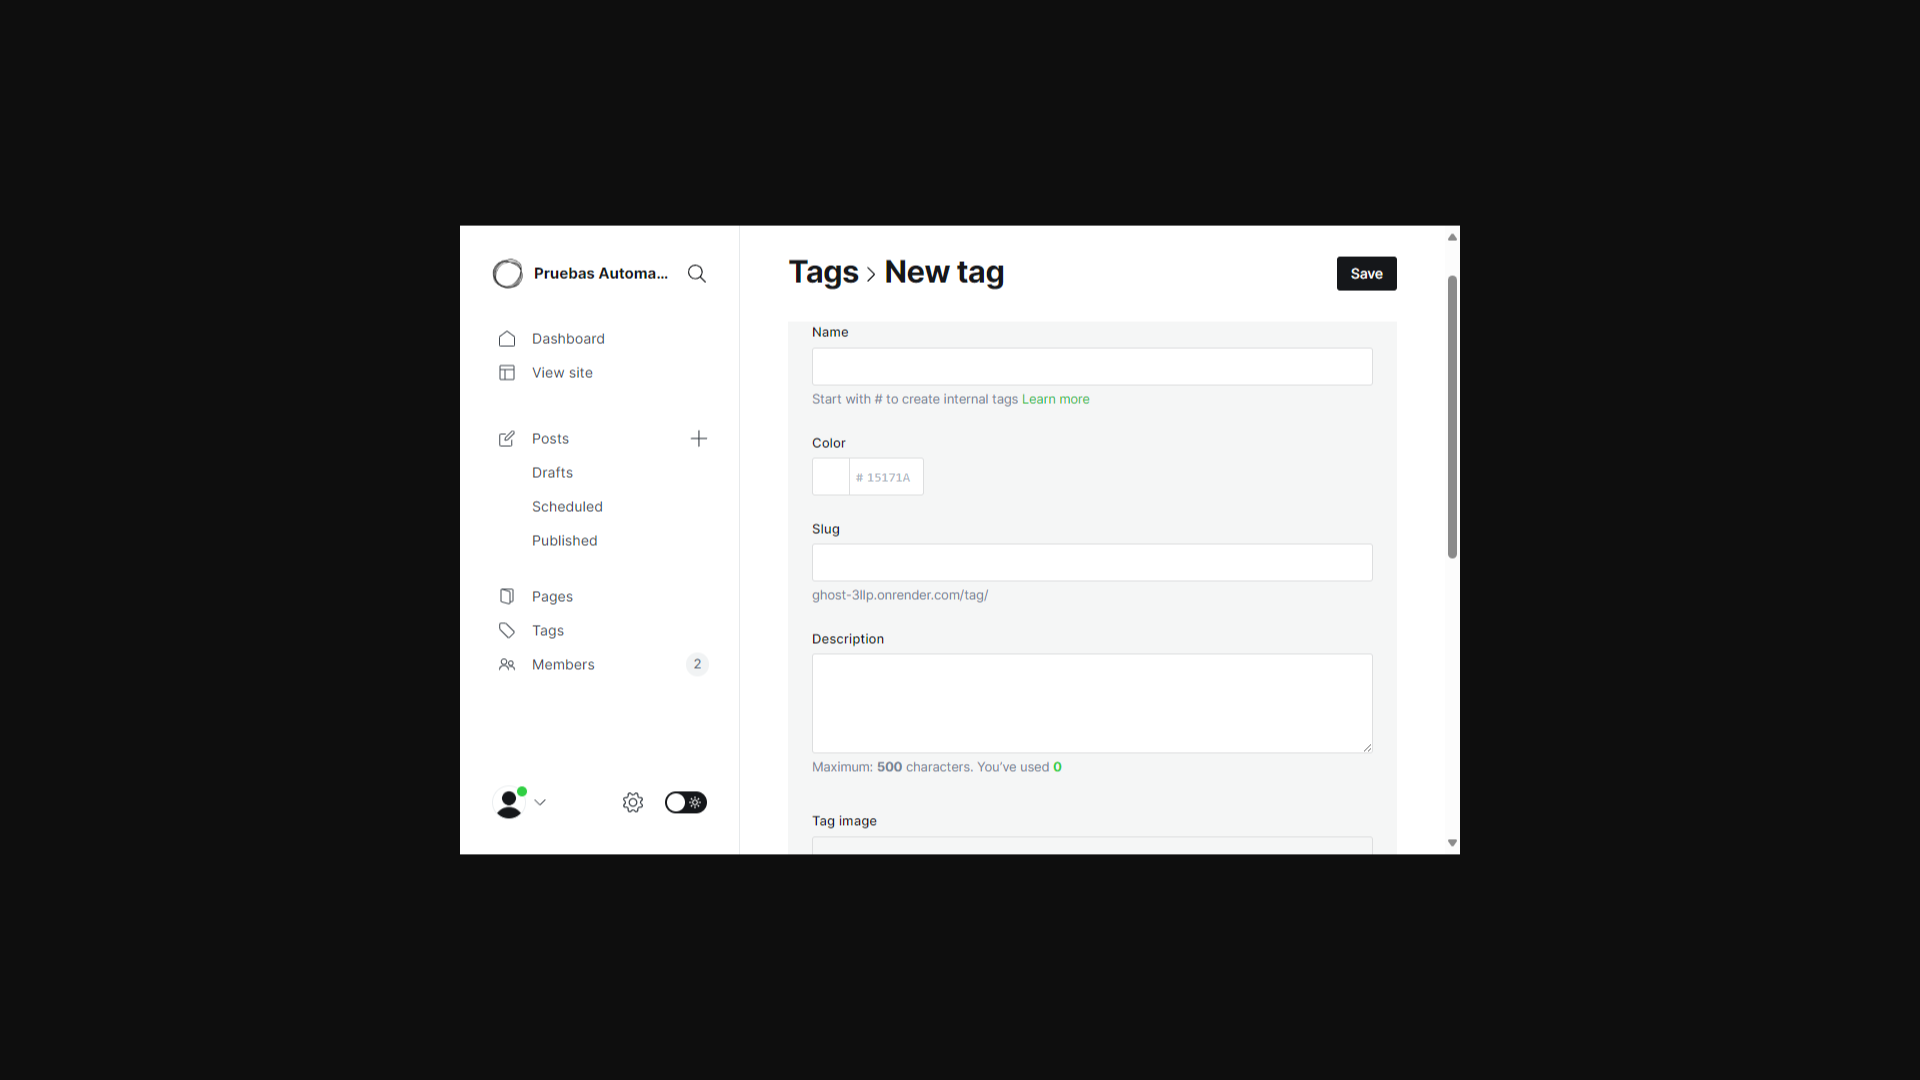 Pruebas Automa...
Dashboard
View site
Posts
Drafts
Scheduled
Published
Pages
Tags
Members 2
Tags > New tag
Save
Name
Start with # to create internal tags Learn more
Color
# 15171A
Slug
ghost-3llp.onrender.com/tag/
Description
Maximum: 500 characters. You’ve used 0
Tag image